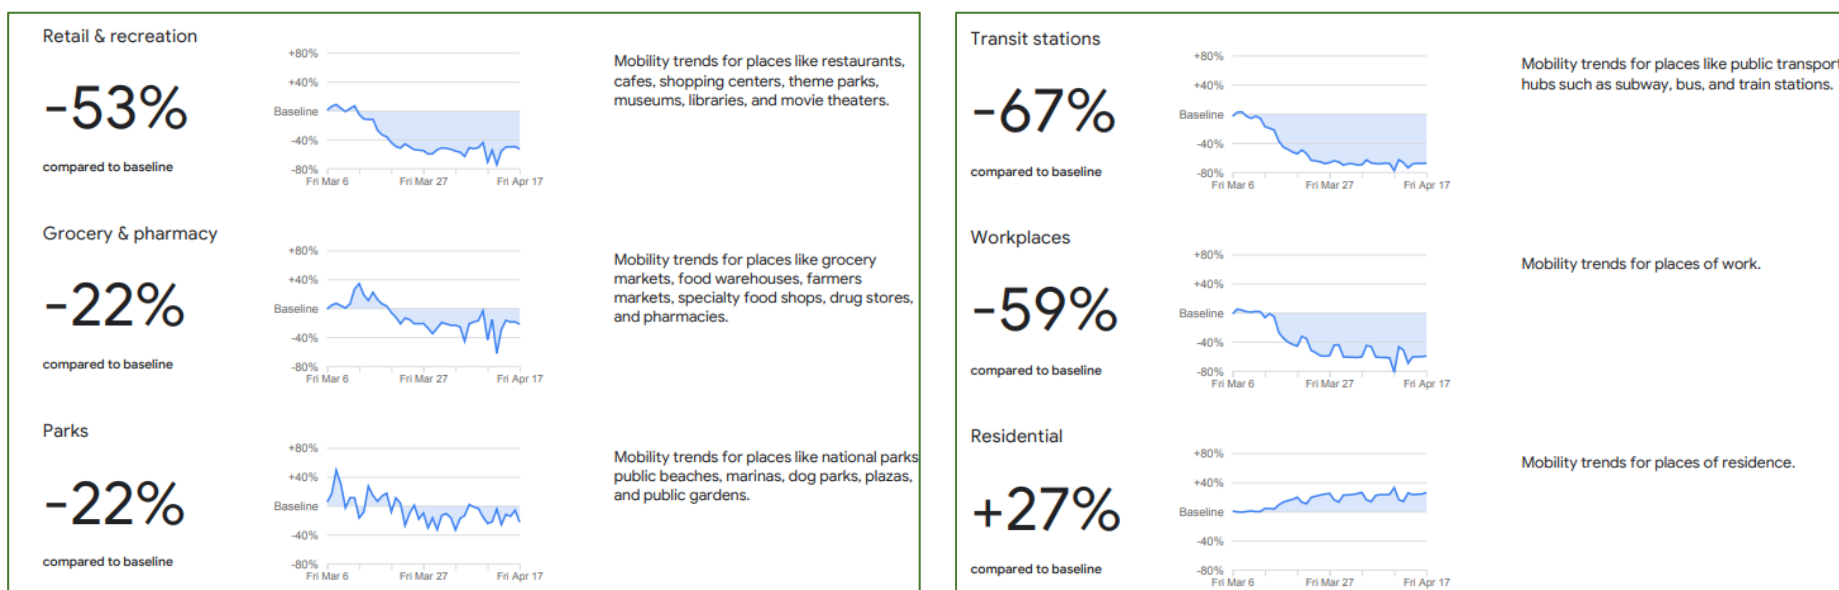 Retail & recreation
-53%
compared to baseline
+80%
+40%
Baseline
-40%
-80%
Fri Mar 6
Fri Mar 27
Fri Apr 17
Mobility trends for places like restaurants,
cafes, shopping centers, theme parks,
museums, libraries, and movie theaters.
Grocery & pharmacy
-22%
compared to baseline
+80%
+40%
Baseline
-40%
-80%
Fri Mar 6
Fri Mar 27
Fri Apr 17
Mobility trends for places like grocery
markets, food warehouses, farmers
markets, specialty food shops, drug stores,
and pharmacies.
Parks
-22%
compared to baseline
+80%
+40%
Baseline
-40%
-80%
Fri Mar 6
Fri Mar 27
Fri Apr 17
Mobility trends for places like national parks
public beaches, marinas, dog parks, plazas,
and public gardens.
Transit stations
-67%
compared to baseline
+80%
+40%
Baseline
-40%
-80%
Fri Mar 6
Fri Mar 27
Fri Apr 17
Mobility trends for places like public transport
hubs such as subway, bus, and train stations.
Workplaces
-59%
compared to baseline
+80%
+40%
Baseline
-40%
-80%
Fri Mar 6
Fri Mar 27
Fri Apr 17
Mobility trends for places of work.
Residential
+27%
compared to baseline
+80%
+40%
Baseline
-40%
-80%
Fri Mar 6
Fri Mar 27
Fri Apr 17
Mobility trends for places of residence.